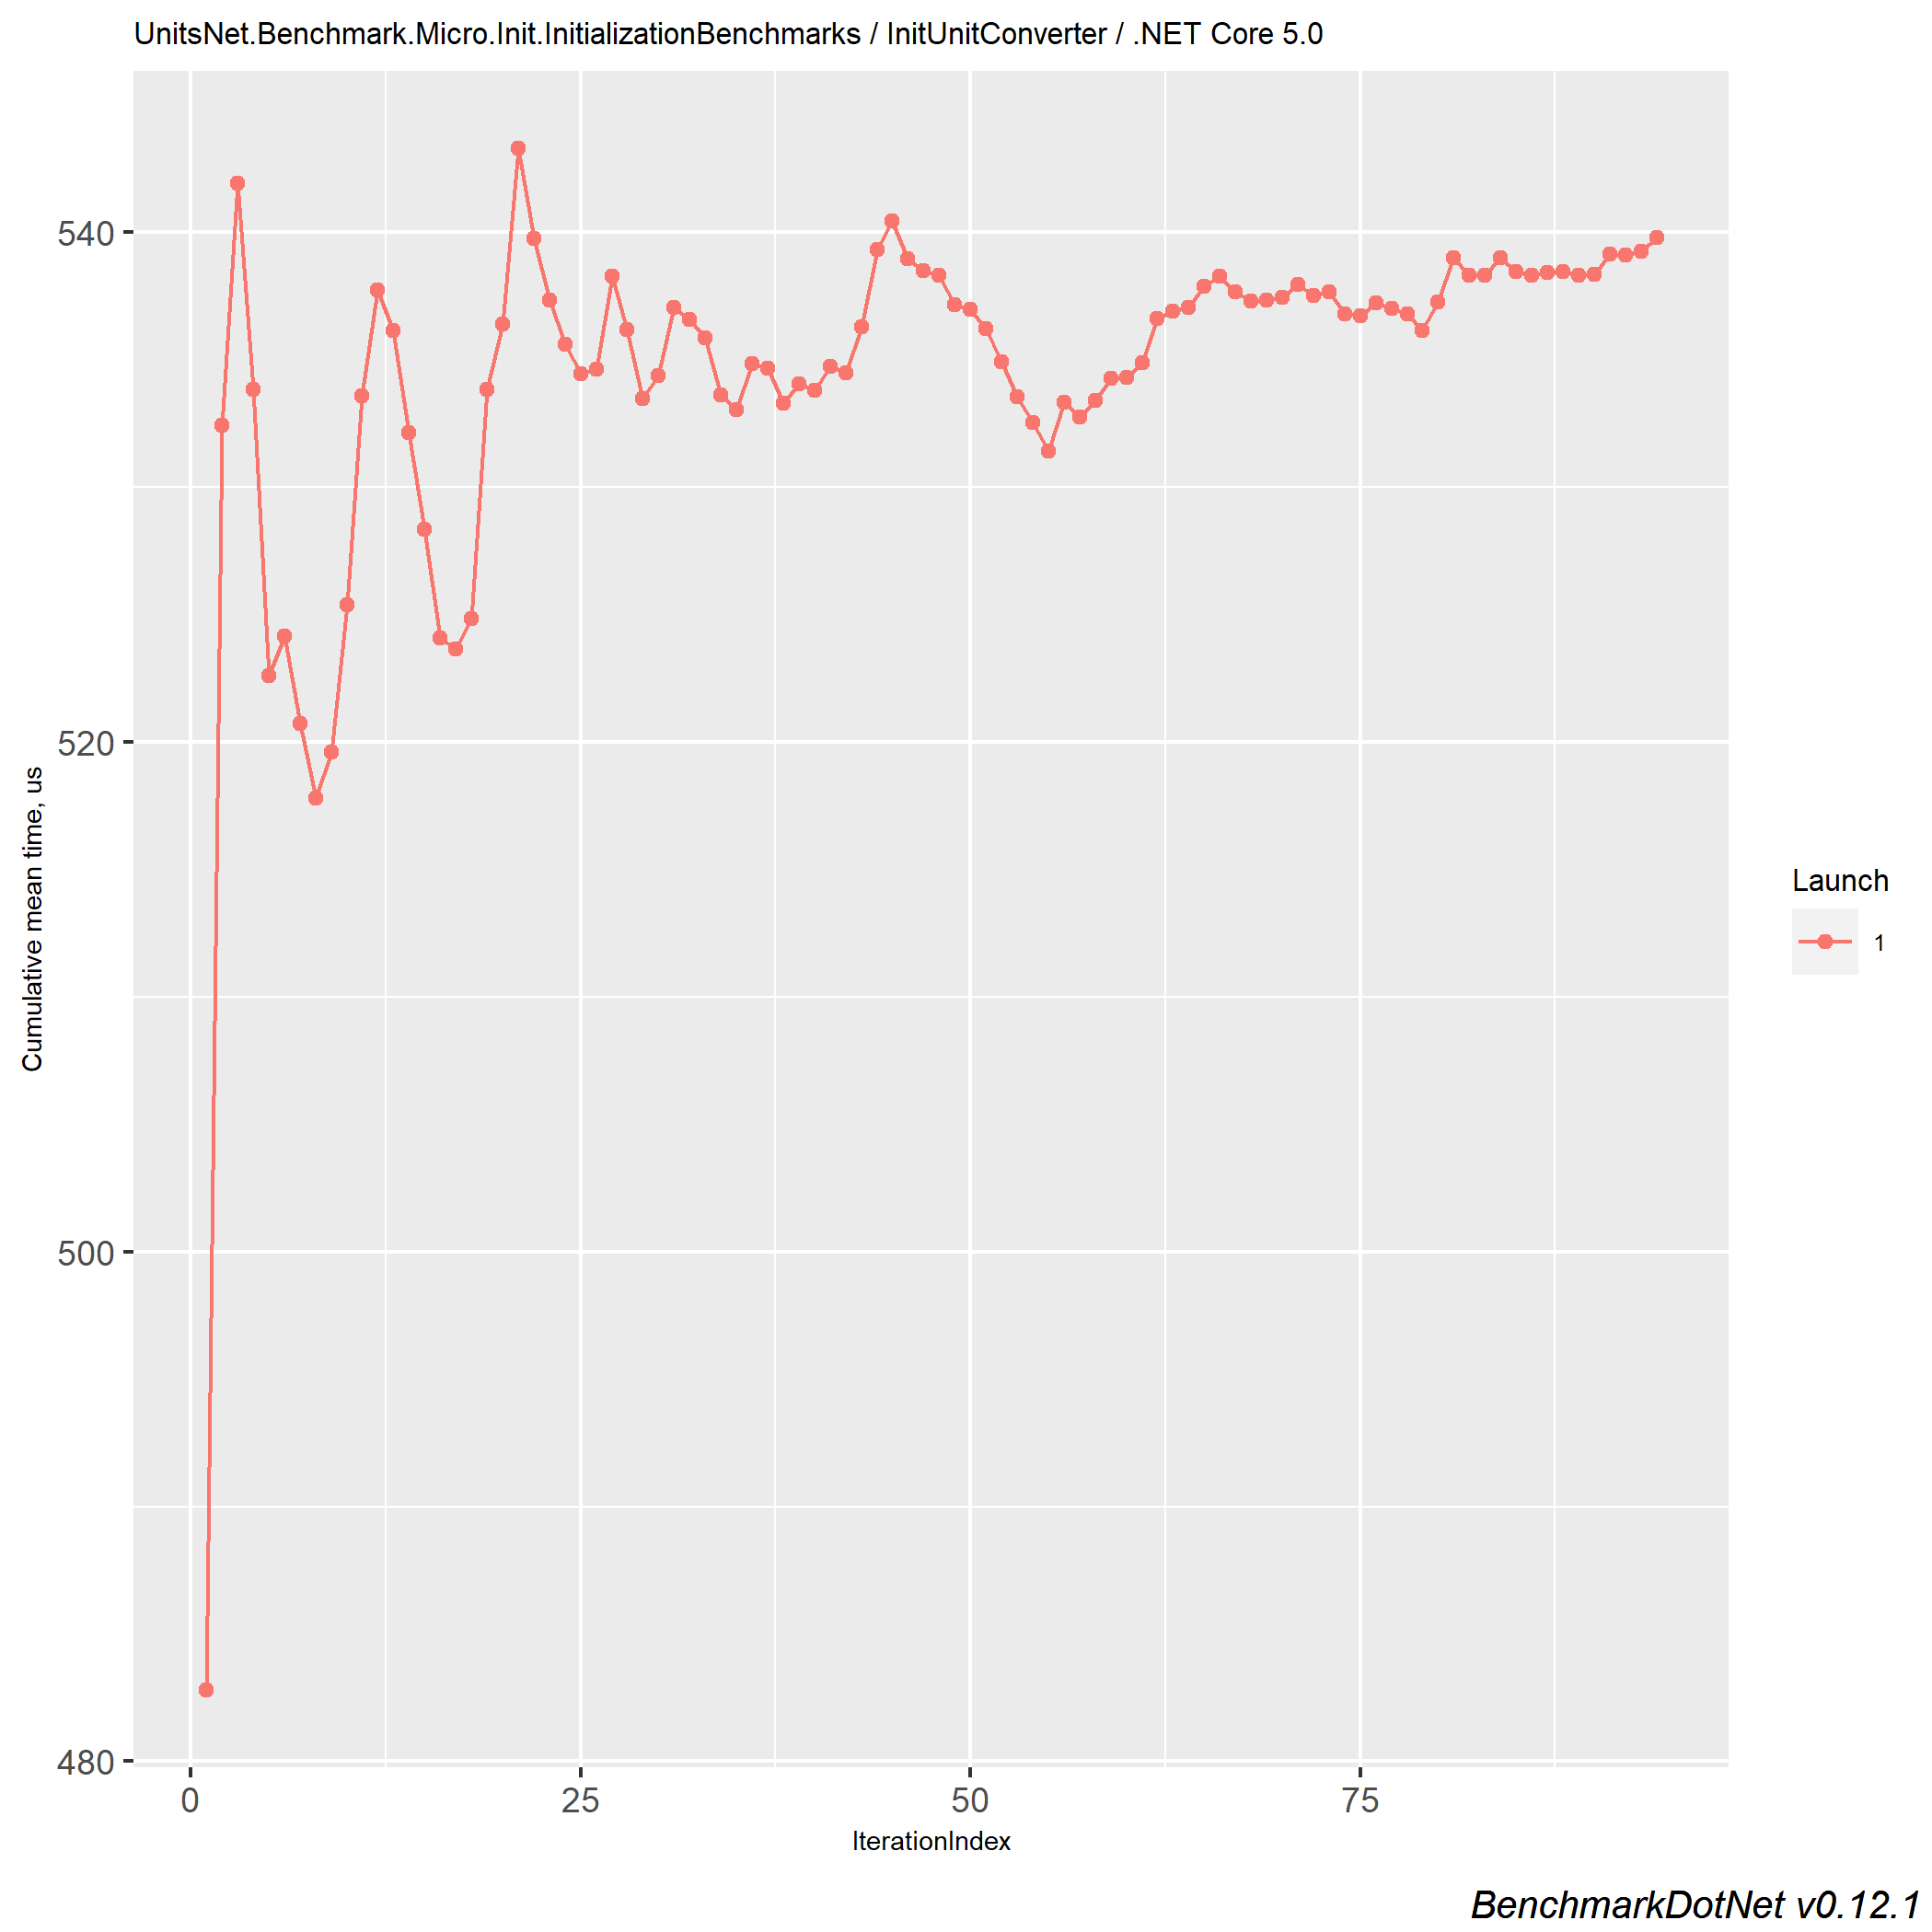 UnitsNet.Benchmark.Micro.Init.InitializationBenchmarks / InitUnitConverter / .NET Core 5.0
540
520
500
480
Cumulative mean time, us
0 25 50 75
IterationIndex
Launch
1
BenchmarkDotNet v0.12.1